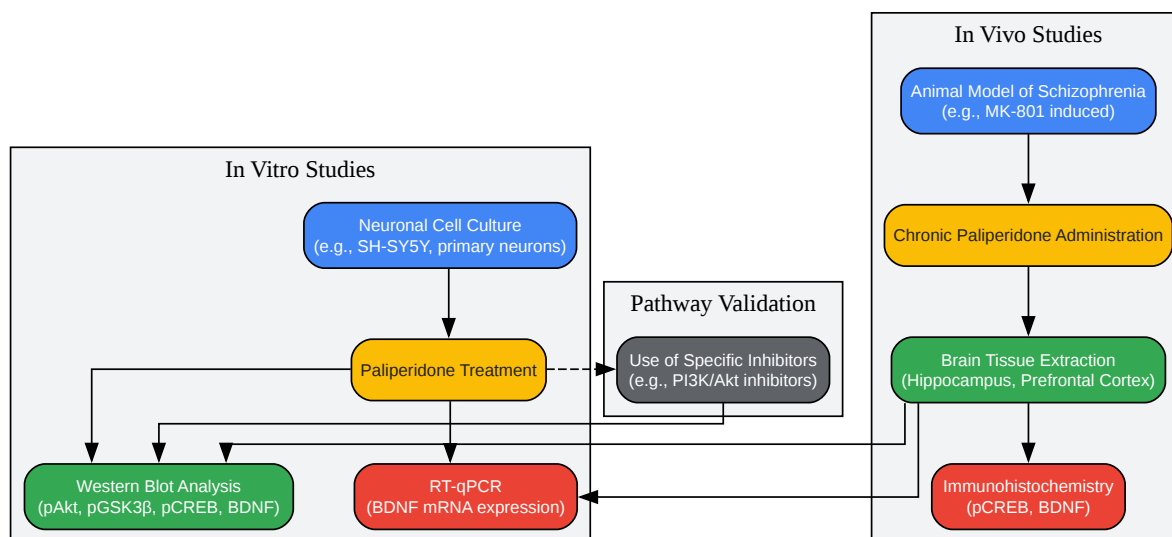 In Vivo Studies
Animal Model of Schizophrenia
(e.g., MK-801 induced)
Chronic Paliperidone Administration
Brain Tissue Extraction
(Hippocampus, Prefrontal Cortex)
Immunohistochemistry
(pCREB, BDNF)
In Vitro Studies
Neuronal Cell Culture
(e.g., SH-SY5Y, primary neurons)
Paliperidone Treatment
Western Blot Analysis
(pAkt, pGSK3β, pCREB, BDNF)
RT-qPCR
(BDNF mRNA expression)
Pathway Validation
Use of Specific Inhibitors
(e.g., PI3K/Akt inhibitors)